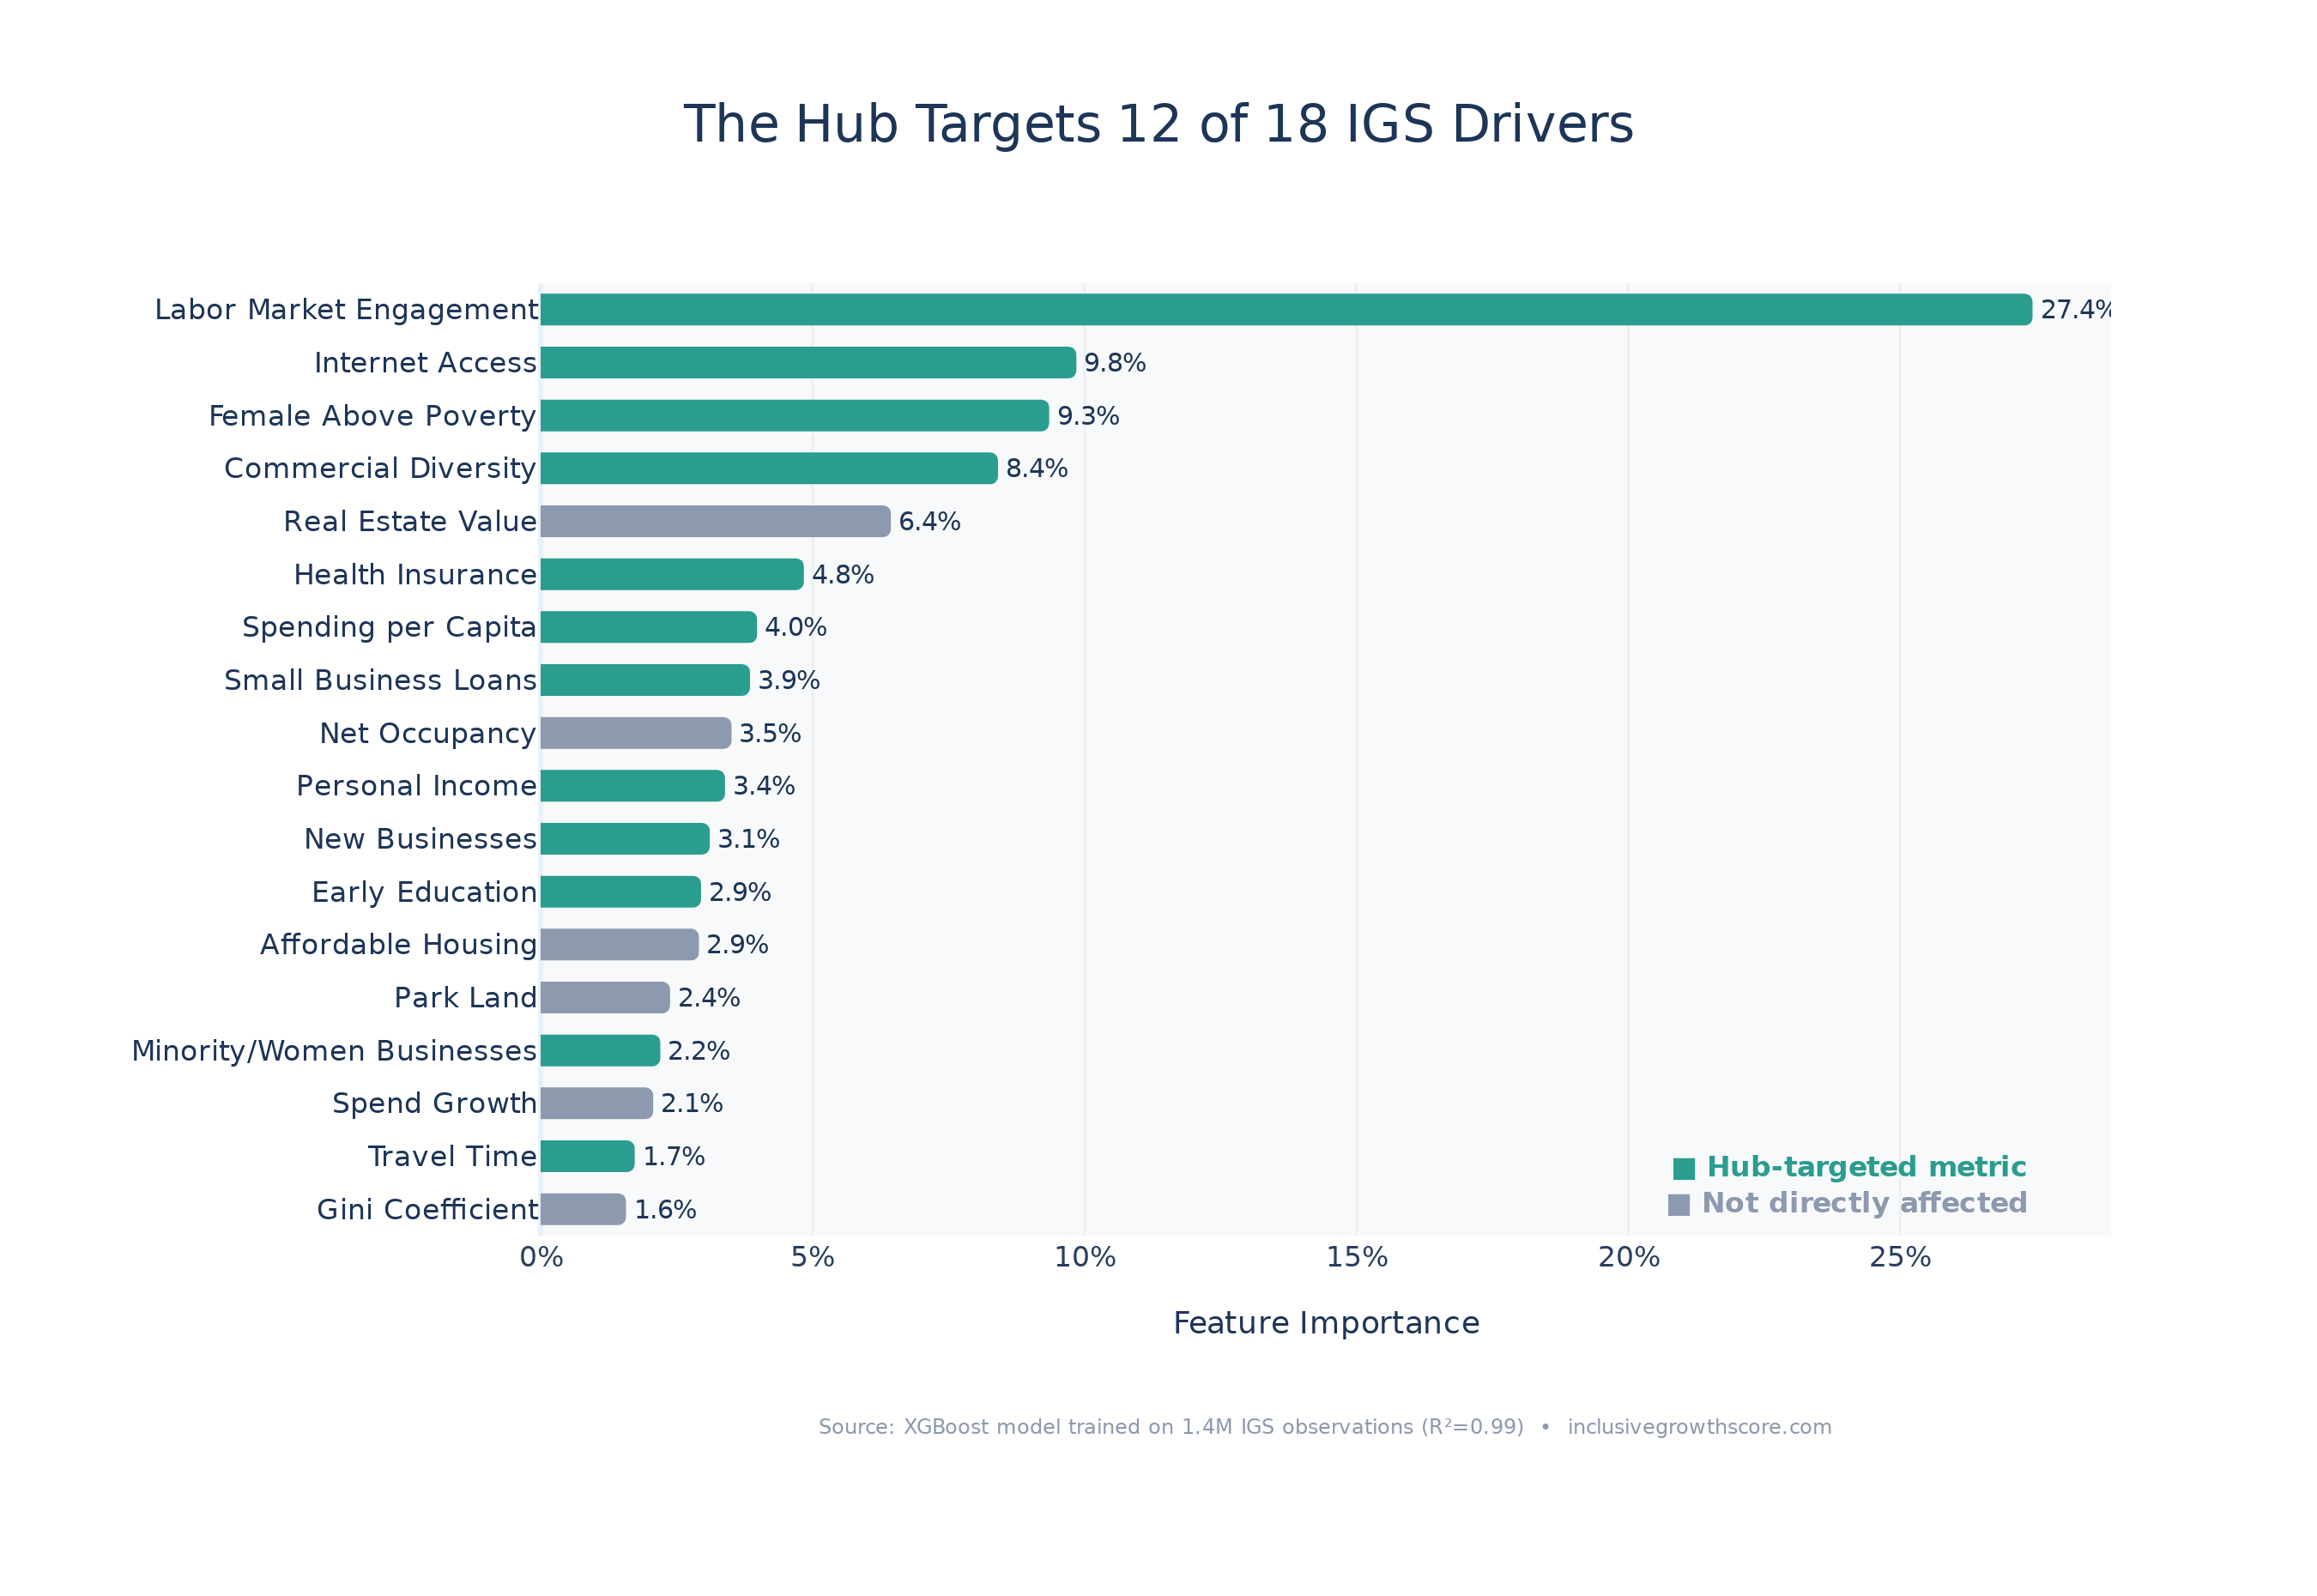 The Hub Targets 12 of 18 IGS Drivers
Labor Market Engagement 27.4%
Internet Access 9.8%
Female Above Poverty 9.3%
Commercial Diversity 8.4%
Real Estate Value 6.4%
Health Insurance 4.8%
Spending per Capita 4.0%
Small Business Loans 3.9%
Net Occupancy 3.5%
Personal Income 3.4%
New Businesses 3.1%
Early Education 2.9%
Affordable Housing 2.9%
Park Land 2.4%
Minority/Women Businesses 2.2%
Spend Growth 2.1%
Travel Time 1.7%
■ Hub-targeted metric
■ Not directly affected
Gini Coefficient 1.6%
0% 5% 10% 15% 20% 25%
Feature Importance
Source: XGBoost model trained on 1.4M IGS observations (R²=0.99) • inclusivegrowthscore.com